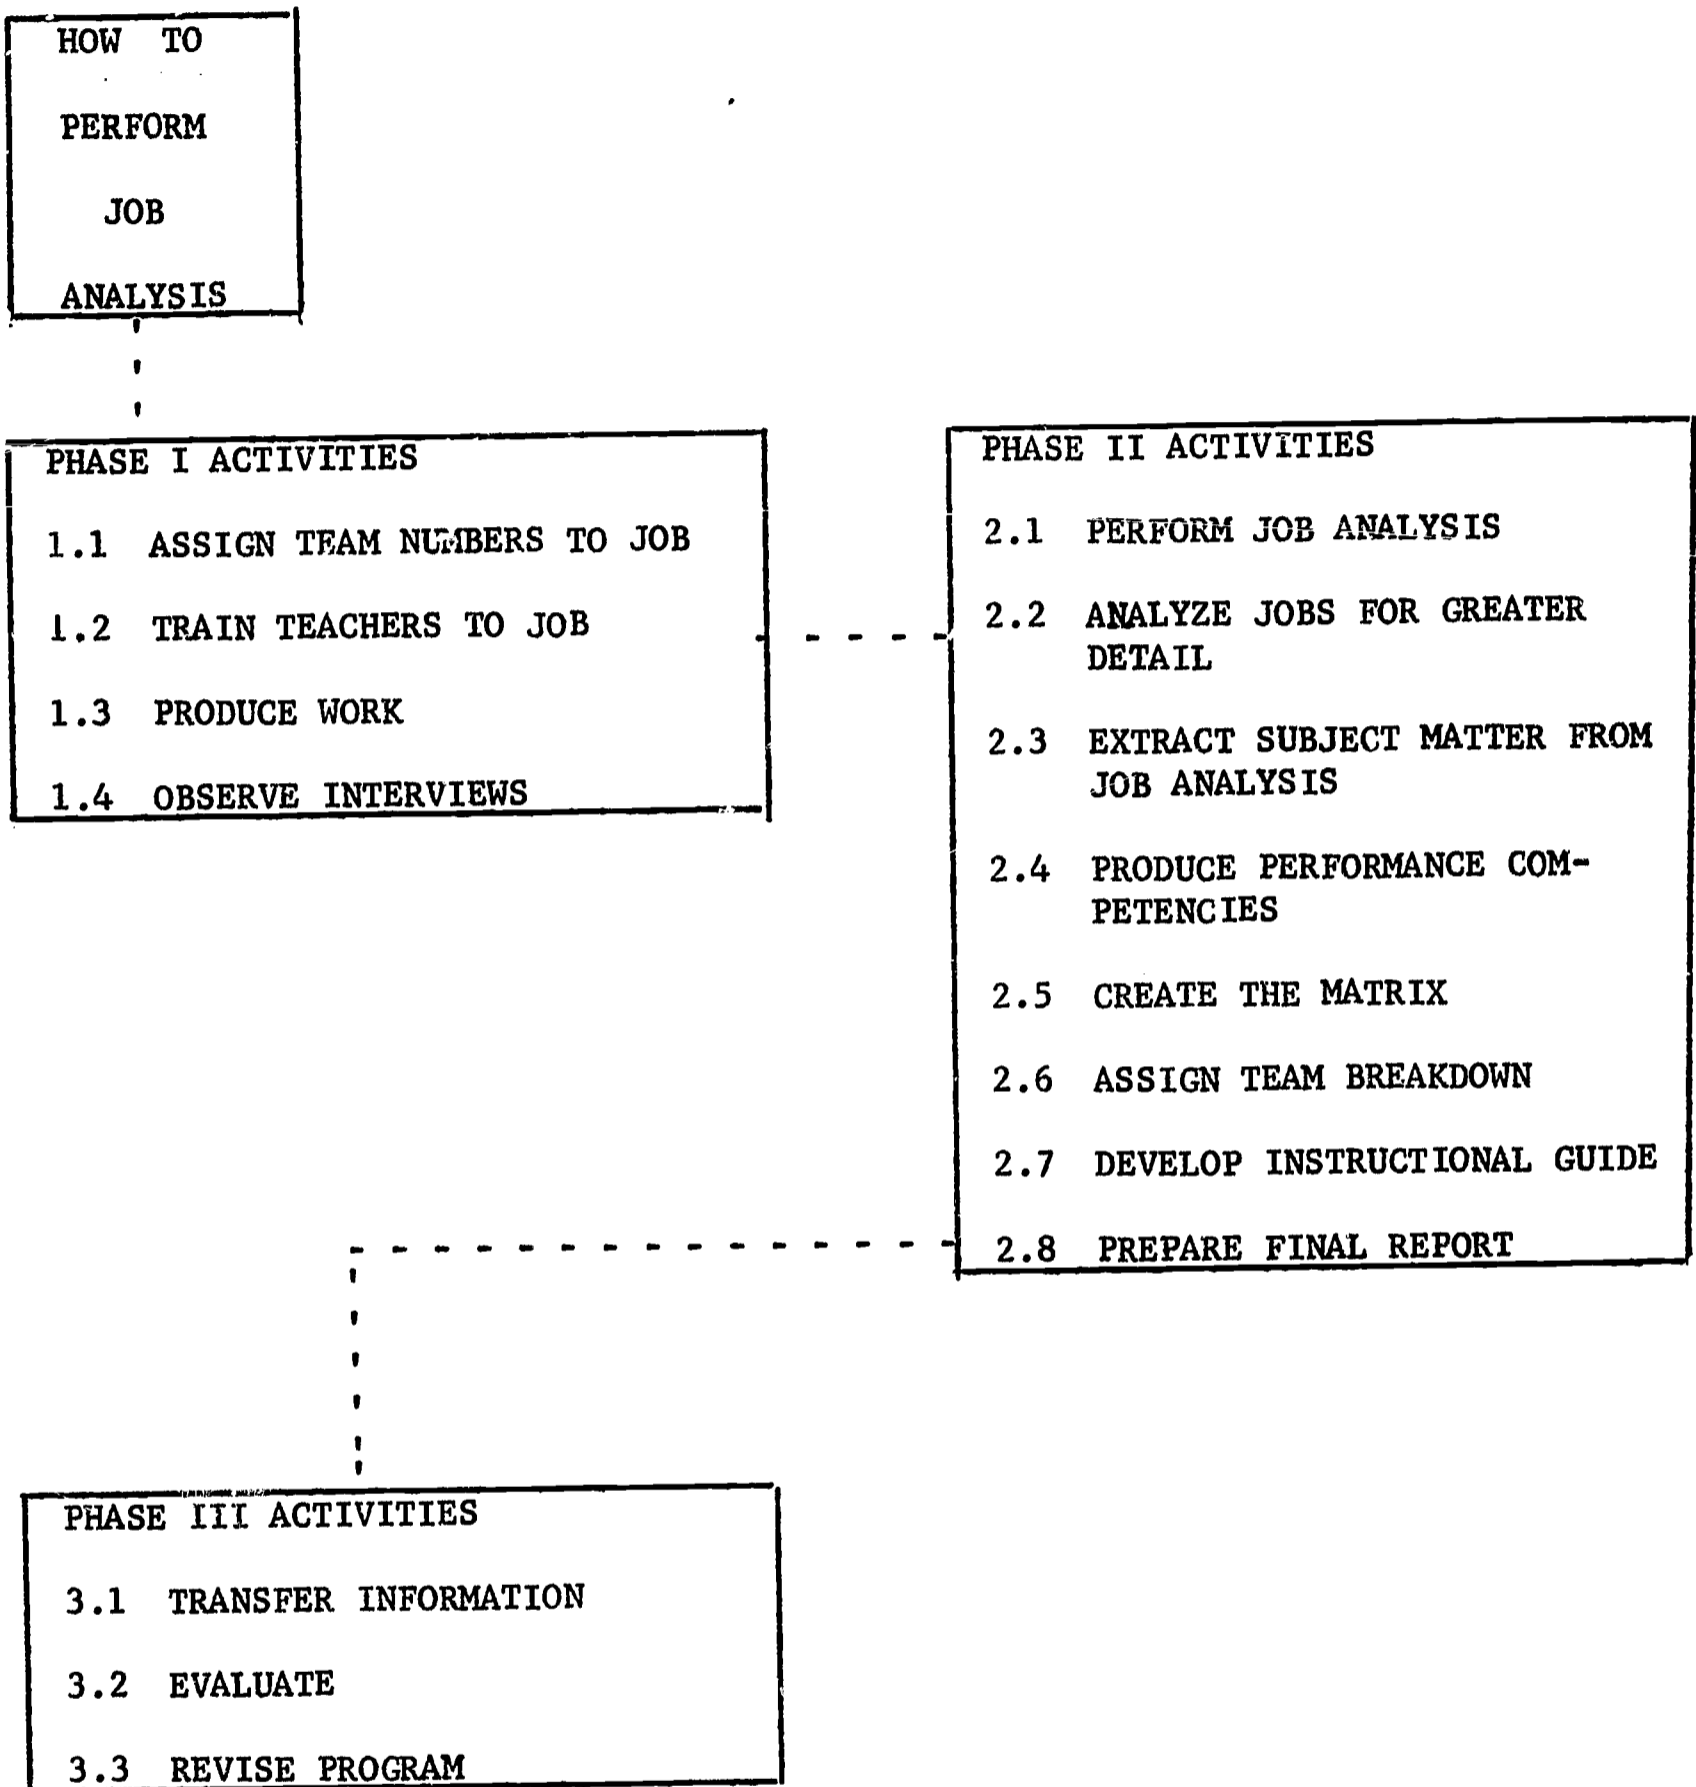 HOW TO
PERFORM
JOB
ANALYSIS
PHASE I ACTIVITIES
1.1 ASSIGN TEAM NUMBERS TO JOB
1.2 TRAIN TEACHERS TO JOB
1.3 PRODUCE WORK
1.4 OBSERVE INTERVIEWS
PHASE II ACTIVITIES
2.1 PERFORM JOB ANALYSIS
2.2 ANALYZE JOBS FOR GREATER
DETAIL
2.3 EXTRACT SUBJECT MATTER FROM
JOB ANALYSIS
2.4 PRODUCE PERFORMANCE COM-
PETENCIES
2.5 CREATE THE MATRIX
2.6 ASSIGN TEAM BREAKDOWN
2.7 DEVELOP INSTRUCTIONAL GUIDE
2.8 PREPARE FINAL REPORT
PHASE III ACTIVITIES
3.1 TRANSFER INFORMATION
3.2 EVALUATE
3.3 REVISE PROGRAM